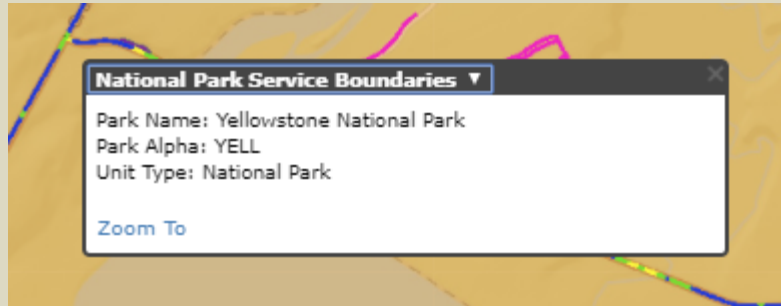 National Park Service Boundaries ▼
Park Name: Yellowstone National Park
Park Alpha: YELL
Unit Type: National Park
Zoom To